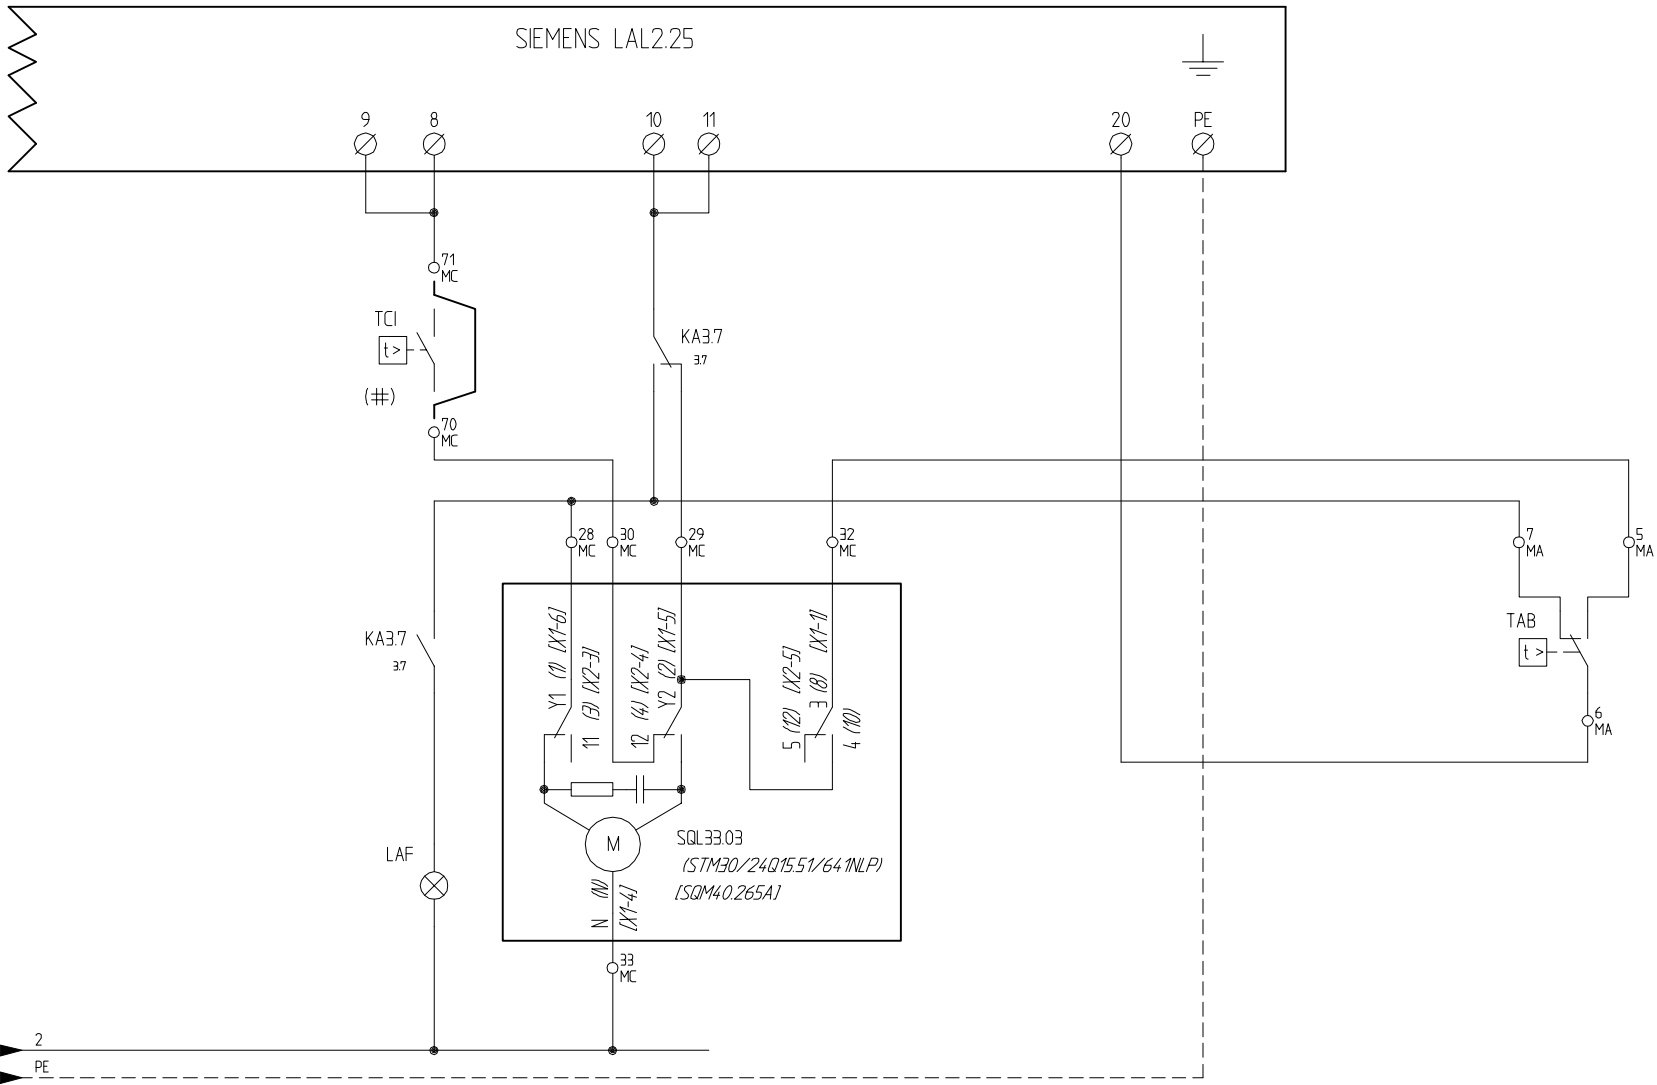 SIEMENS LAL2.25
9
8
10
11
20
PE
71
MC
TCI
t>
(#)
70
MC
KA3.7
3.7
28
MC
30
MC
29
MC
32
MC
7
MA
5
MA
TAB
t >
6
MA
KA3.7
3.7
Y1 (1) [X1-6]
11 (3) [X2-3]
12 (4) [X2-4]
Y2 (2) [X1-5]
5 (12) [X2-5]
3 (8) [X1-1]
4 (10)
M
SQL33.03
(STM30/24Q15.51/641NLP)
[SQM40.265A]
N (N)
[X1-4]
LAF
33
MC
2
PE